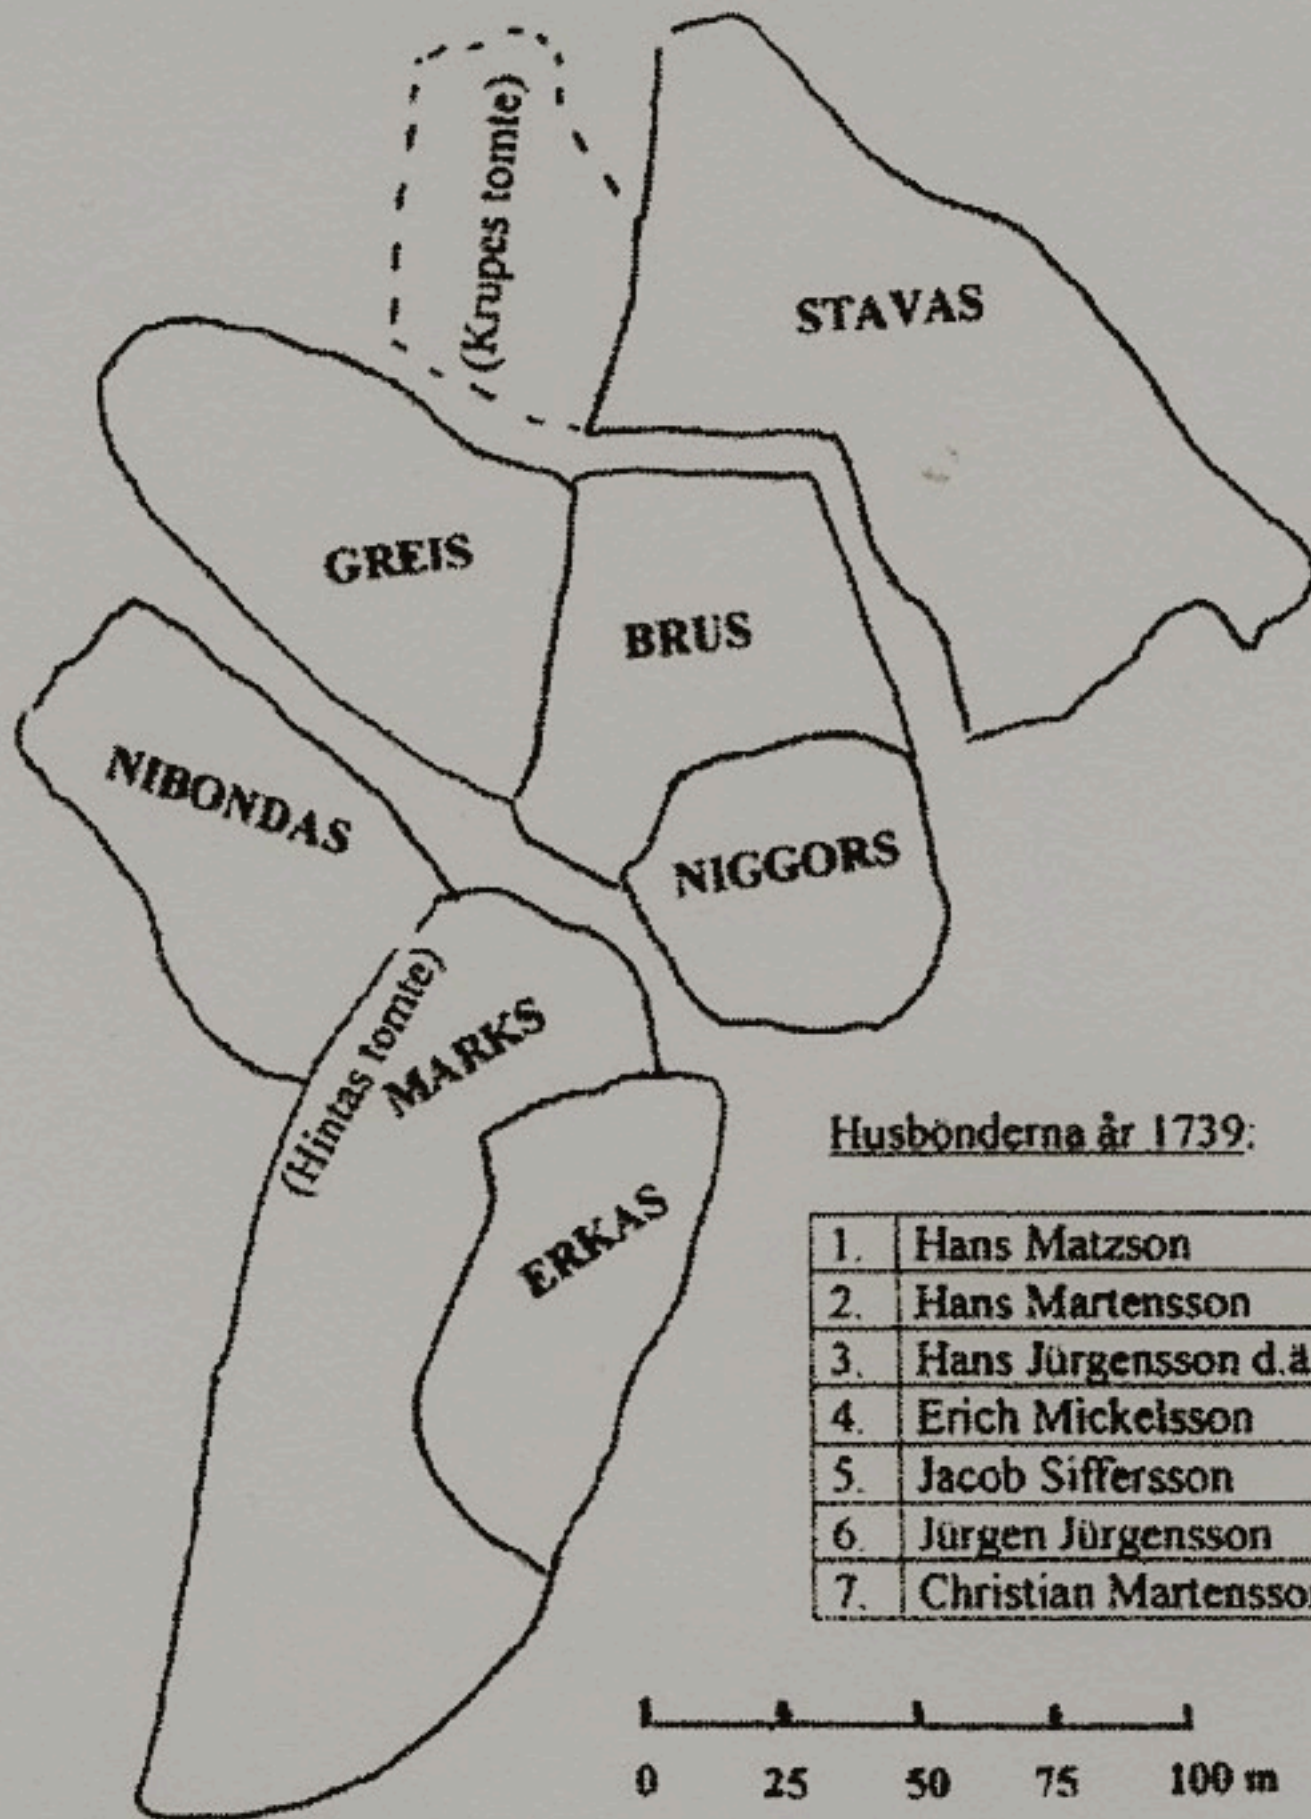 (Krupes tomte)
STAVAS
GREIS
BRUS
NIBONDAS
NIGGORS
(Hintas tomte)
MARKS
ERKAS
Husbonderna år 1739:
1. Hans Matzson
2. Hans Martensson
3. Hans Jürgensson d.ä
4. Erich Mickelsson
5. Jacob Siffersson
6. Jürgen Jürgensson
7. Christian Martensson
0 25 50 75 100 m